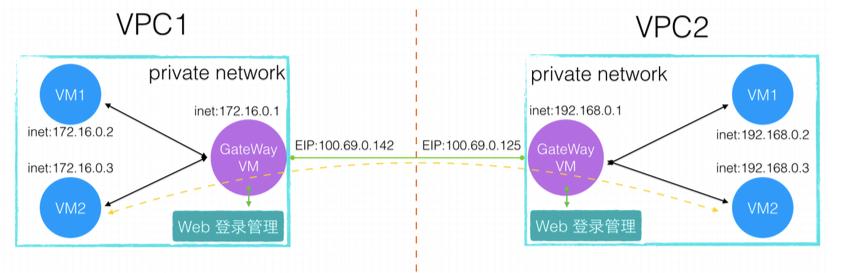 VPC1
VPC2
private network
VM1
inet:172.16.0.2
inet:172.16.0.1
inet:172.16.0.3
VM2
GateWay
VM
Web 登录管理
EIP:100.69.0.142
EIP:100.69.0.125
private network
inet:192.168.0.1
GateWay
VM
Web 登录管理
VM1
inet:192.168.0.2
inet:192.168.0.3
VM2